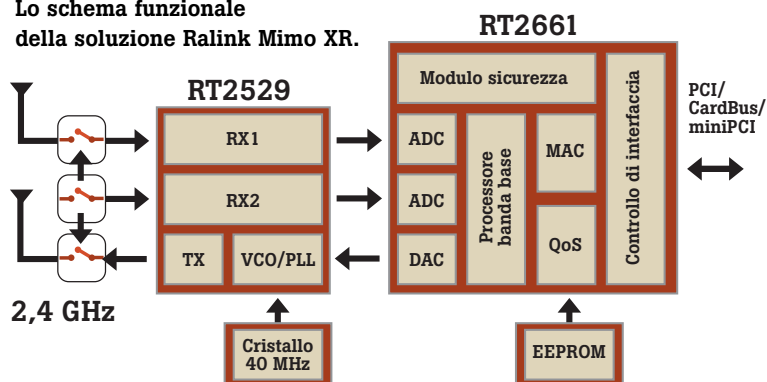 Lo schema funzionale
della soluzione Ralink Mimo XR.
RT2661
RT2529
Modulo sicurezza
Controllo di interfaccia
PCI/
CardBus/
miniPCI
RX1
ADC
Processore
banda base
MAC
RX2
ADC
TX
VCO/PLL
DAC
QoS
2,4 GHz
Cristallo
40 MHz
EEPROM